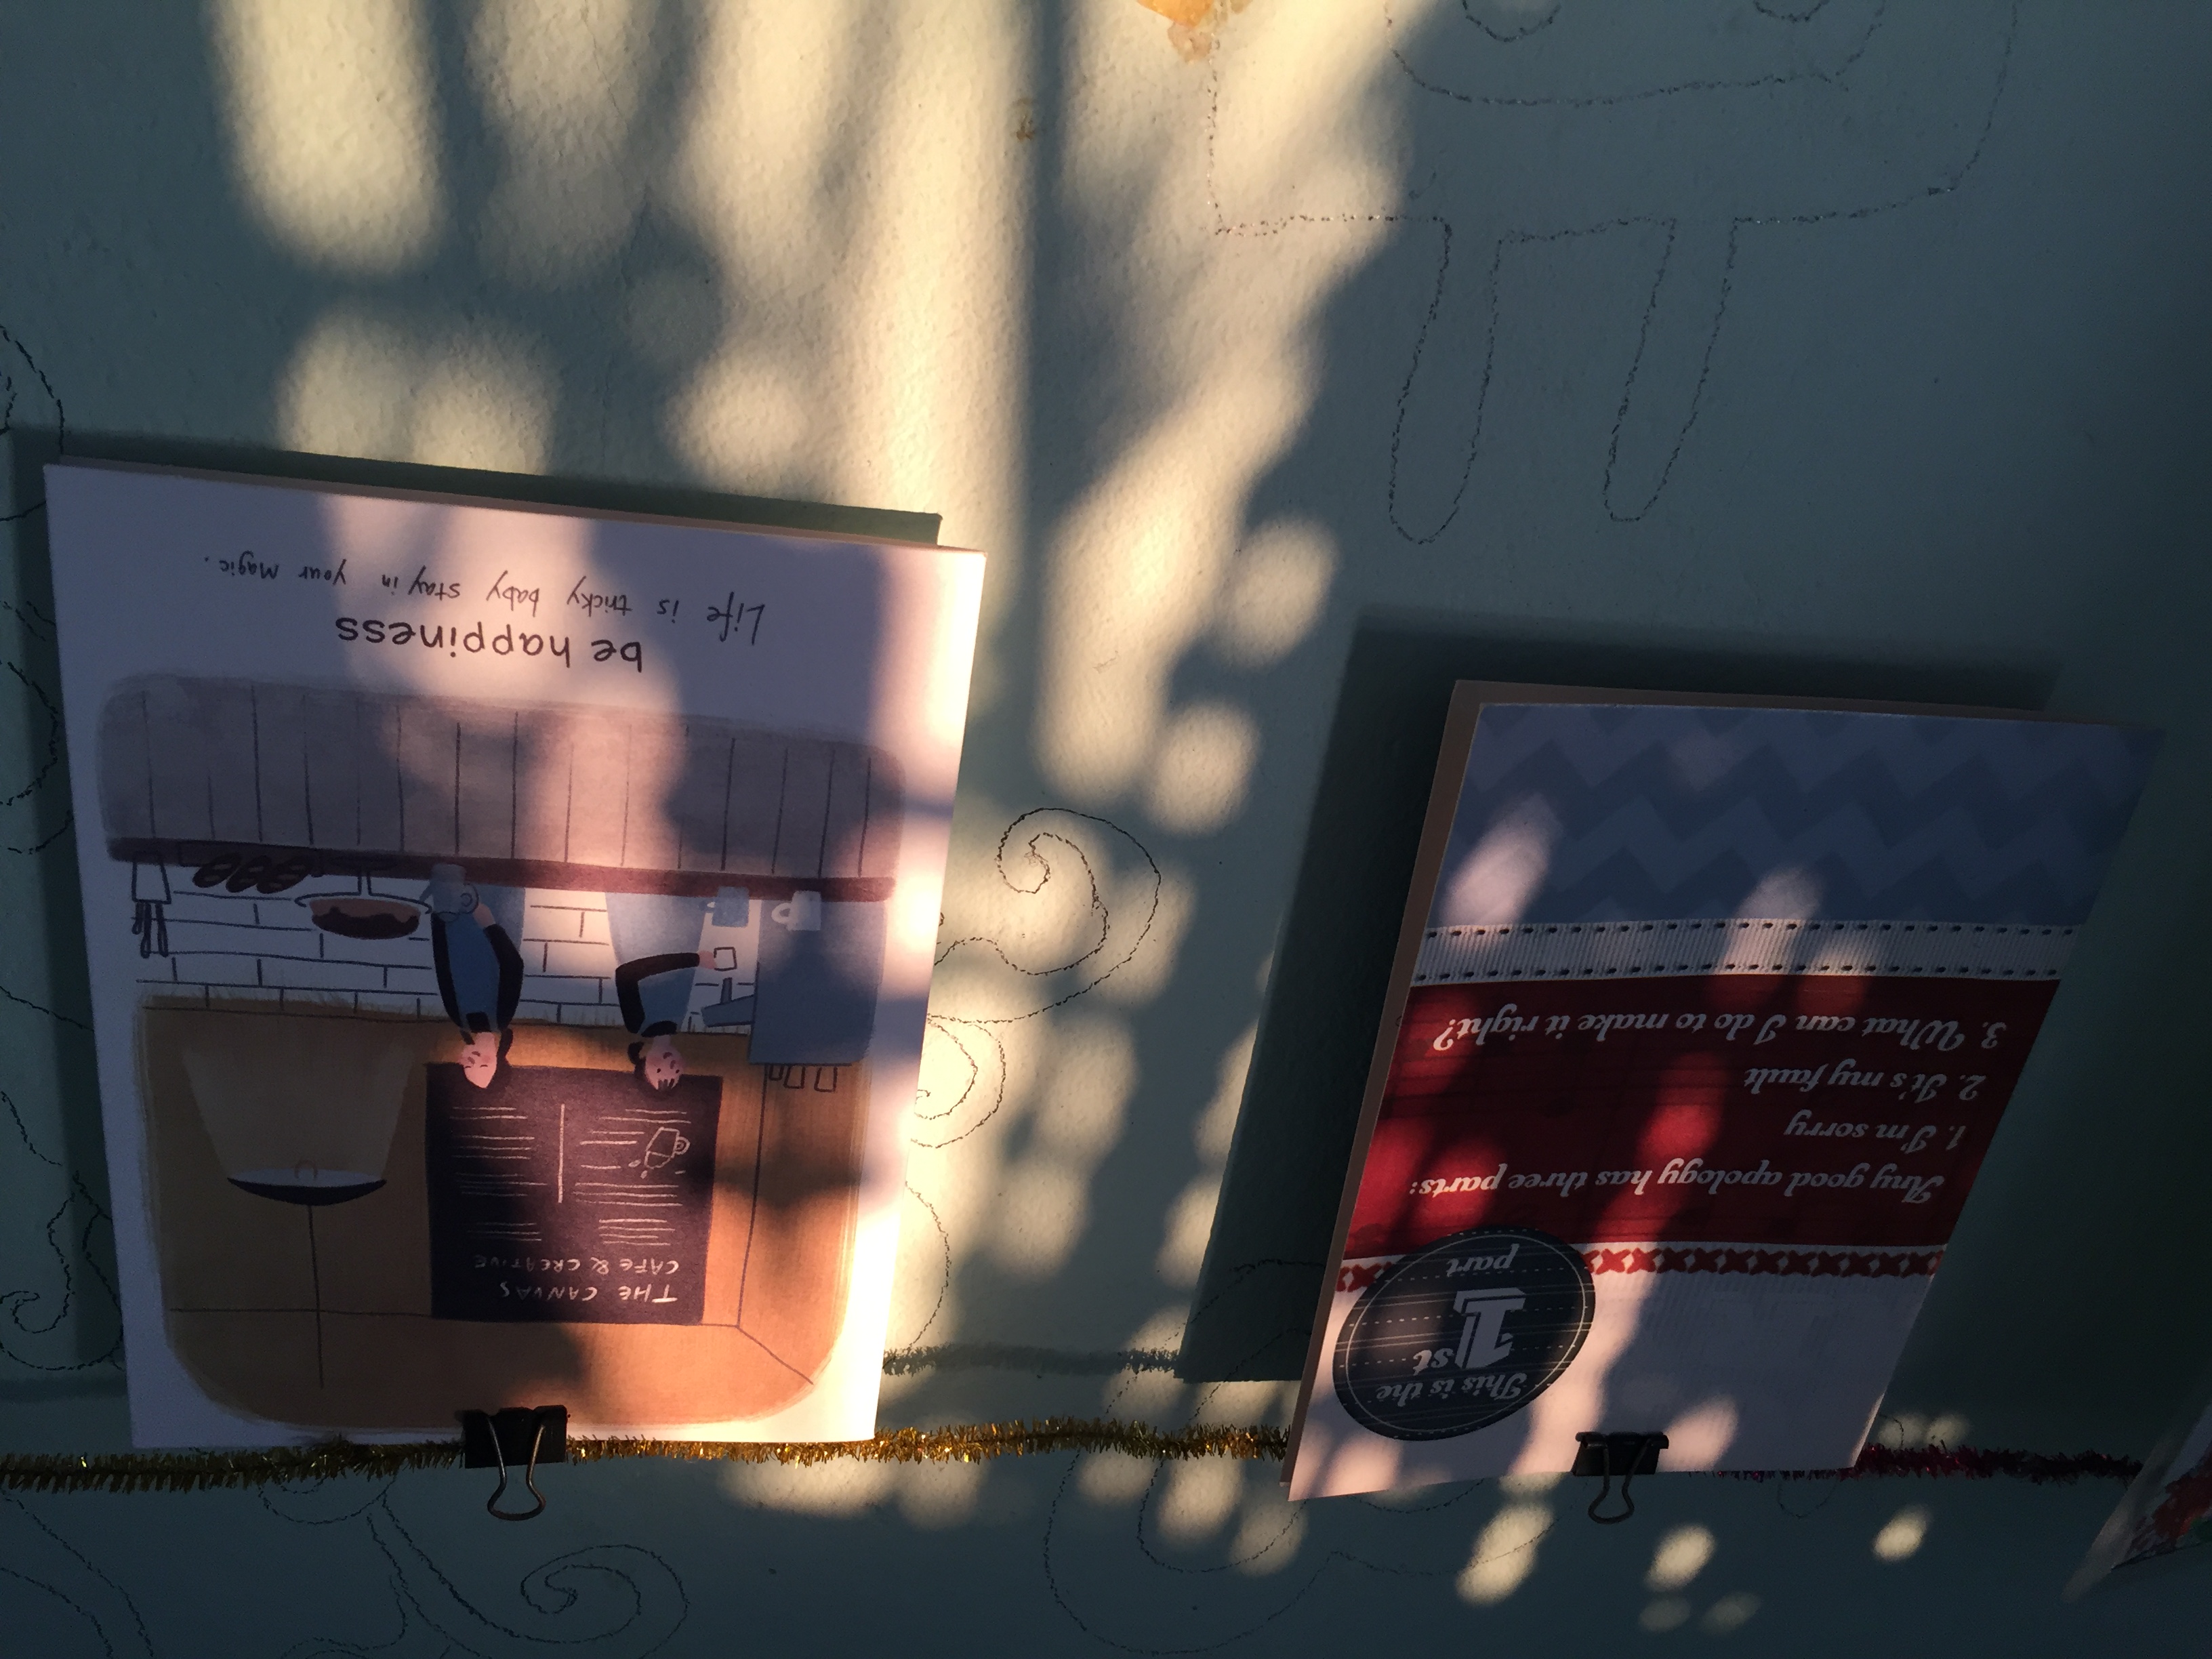 This is the
1st
part
Any good apology has three parts:
1. I'm sorry
2. It's my fault
3. What can I do to make it right?
THE CANVAS
CAFE & CREATIVE
be happiness
Life is tricky baby stay in your magic.